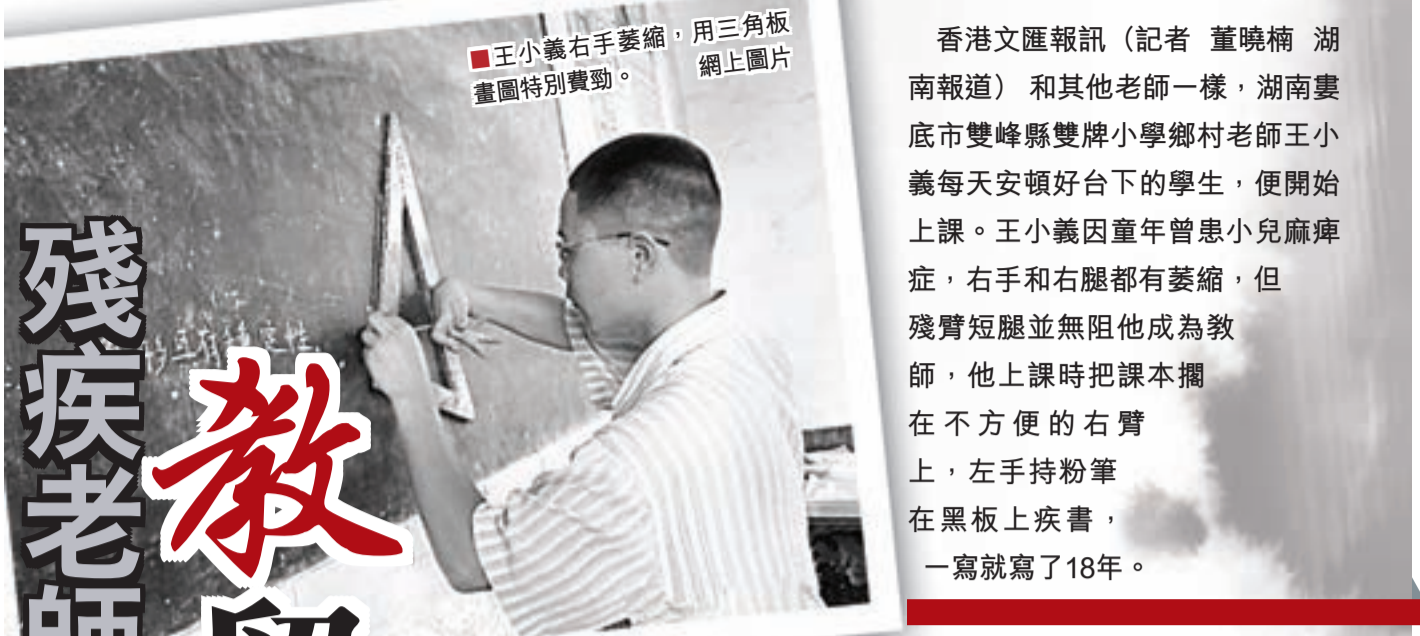 ■王小義右手萎縮，用三角板
畫圖特別費勁。 網上圖片
殘疾老師
教
香港文匯報訊（記者 董曉楠 湖
南報道） 和其他老師一樣，湖南婁
底市雙峰縣雙牌小學鄉村老師王小
義每天安頓好台下的學生，便開始
上課。王小義因童年曾患小兒麻痺
症，右手和右腿都有萎縮，但
殘臂短腿並無阻他成為教
師，他上課時把課本擱
在不方便的右臂
上，左手持粉筆
在黑板上疾書，
一寫就寫了18年。